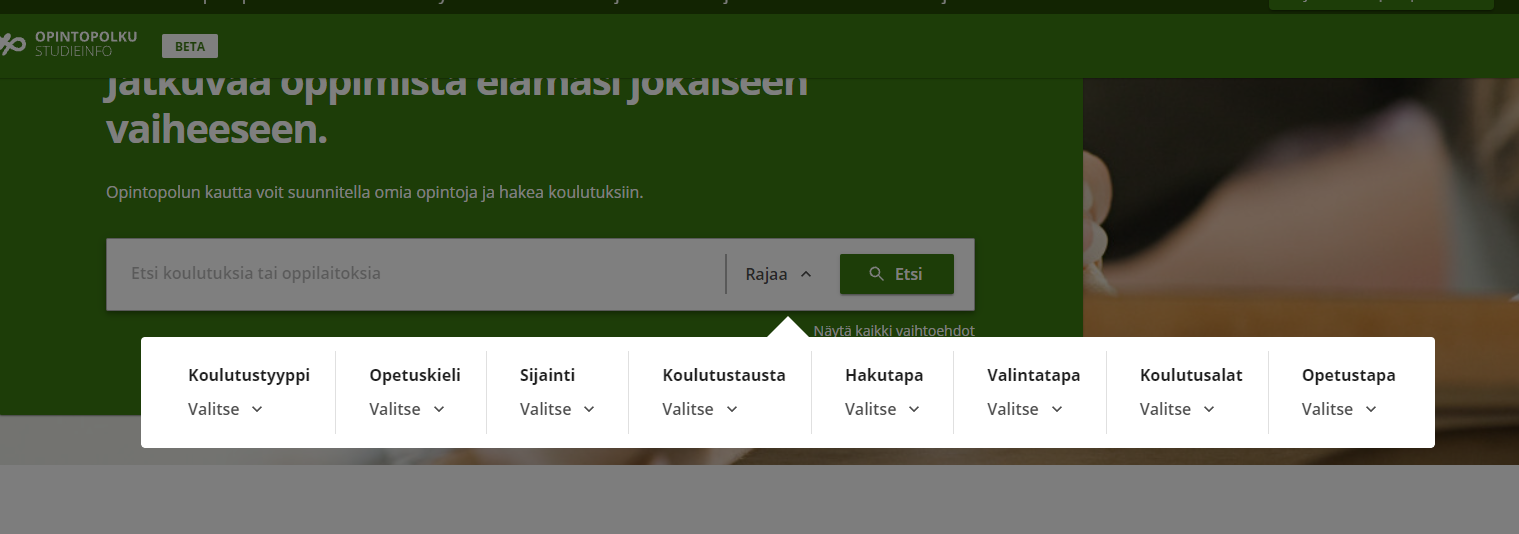 OPINTOPOLKU
STUDIEINFO
BETA
Jatkuvaa oppimista elämäsi jokaiseen
vaiheeseen.
Opintopolun kautta voit suunnitella omia opintoja ja hakea koulutuksiin.
Etsi koulutuksia tai oppilaitoksia
Rajaa
Etsi
Näytä kaikki vaihtoehdot
Koulutustyyppi Opetuskieli Sijainti Koulutustausta Hakutapa Valintatapa Koulutusalat Opetustapa
Valitse Valitse Valitse Valitse Valitse Valitse Valitse Valitse